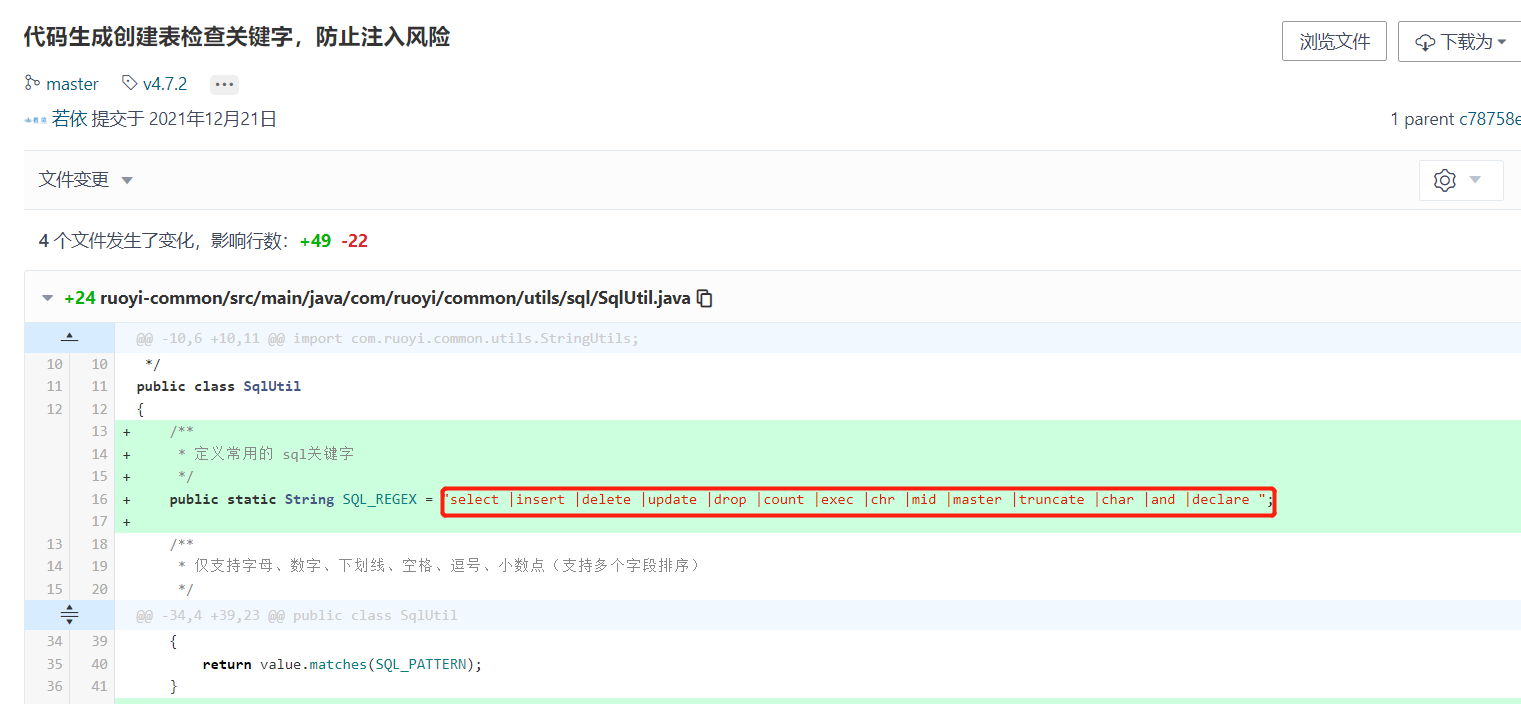 代码生成创建表检查关键字，防止注入风险
浏览文件 下载为
master v4.7.2 •••
若依 提交于 2021年12月21日 1 parent c78758e
文件变更
4 个文件发生了变化，影响行数： +49 -22
+24 ruoyi-common/src/main/java/com/ruoyi/common/utils/sql/SqlUtil.java
@@ -10,6 +10,11 @@ import com.ruoyi.common.utils.StringUtils;
10 10 */
11 11 public class SqlUtil
12 12 {
13 + /**
14 + * 定义常用的 sql关键字
15 + */
16 + public static String SQL_REGEX = "select |insert |delete |update |drop |count |exec |chr |mid |master |truncate |char |and |declare ";
17 +
13 18 /**
14 19 * 仅支持字母、数字、下划线、空格、逗号、小数点（支持多个字段排序）
15 20 */
@@ -34,4 +39,23 @@ public class SqlUtil
34 39 {
35 40 return value.matches(SQL_PATTERN);
36 41 }